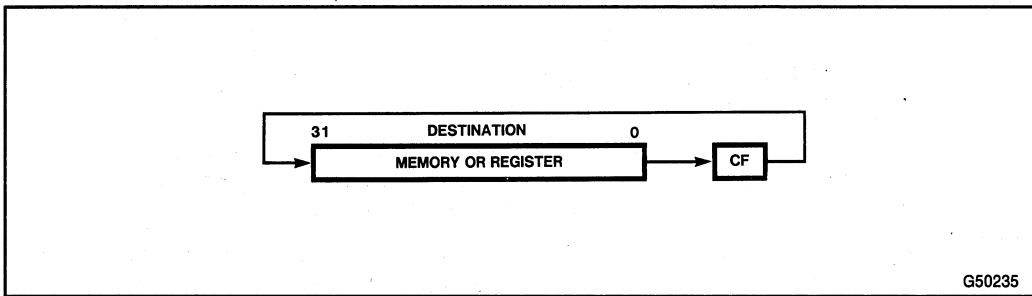 31 DESTINATION 0
MEMORY OR REGISTER
CF
G50235